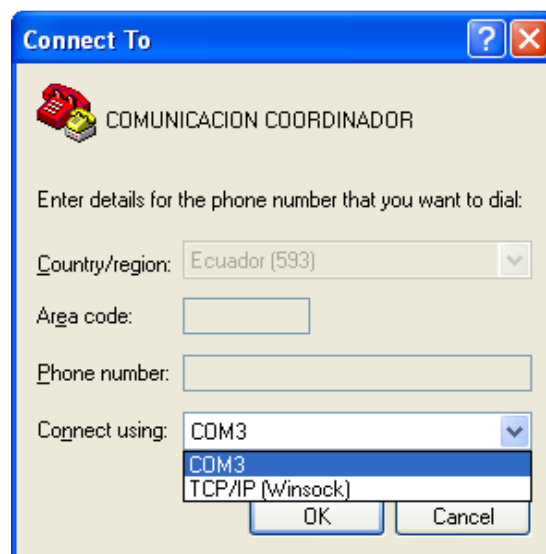 Connect To
COMUNICACION COORDINADOR
Enter details for the phone number that you want to dial:
Country/region: Ecuador (593)
Area code:
Phone number:
Connect using: COM3
COM3
TCP/IP (Winsock)
OK Cancel